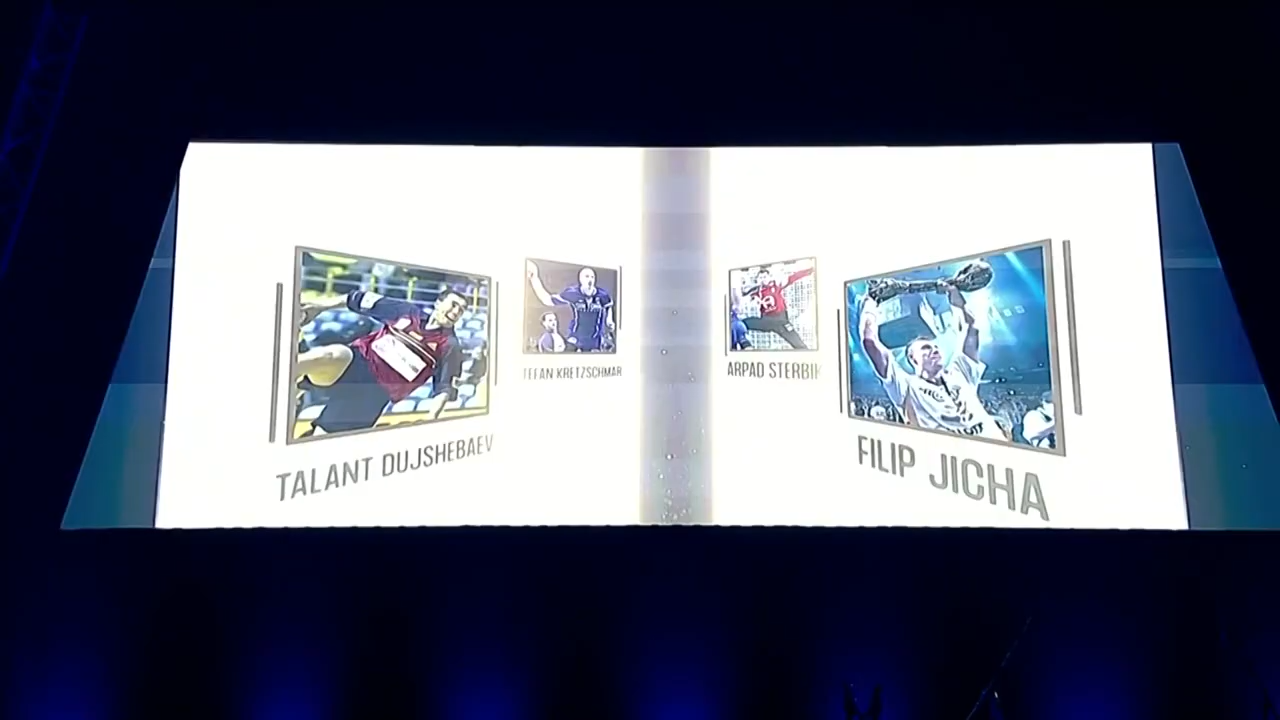 TALANT DUJSHEBAEV
TEFAN KRETZSCHMAR
ARPAD STERBIK
FILIP JICHA